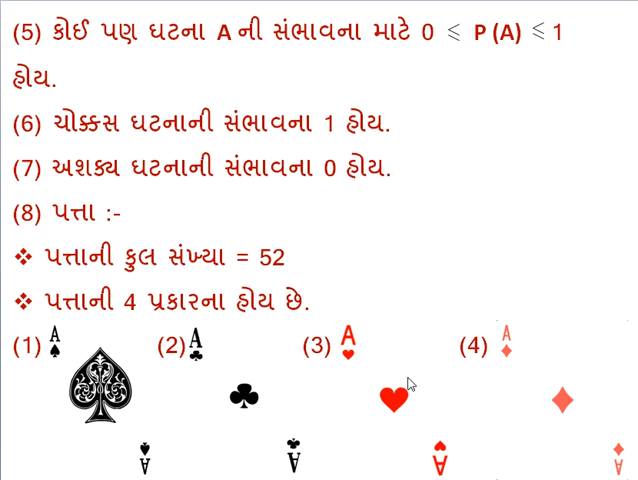 (5) કોઈ પણ ઘટના A ની સંભાવના માટે 0 ≤ P (A) ≤ 1
હોય.
(6) ચોક્કસ ઘટનાની સંભાવના 1 હોય.
(7) અશક્ય ઘટનાની સંભાવના 0 હોય.
(8) પત્તા :-
❖ પત્તાની કુલ સંખ્યા = 52
❖ પત્તાની 4 પ્રકારના હોય છે.
(1) A (2) A (3) A (4) A
A A A A